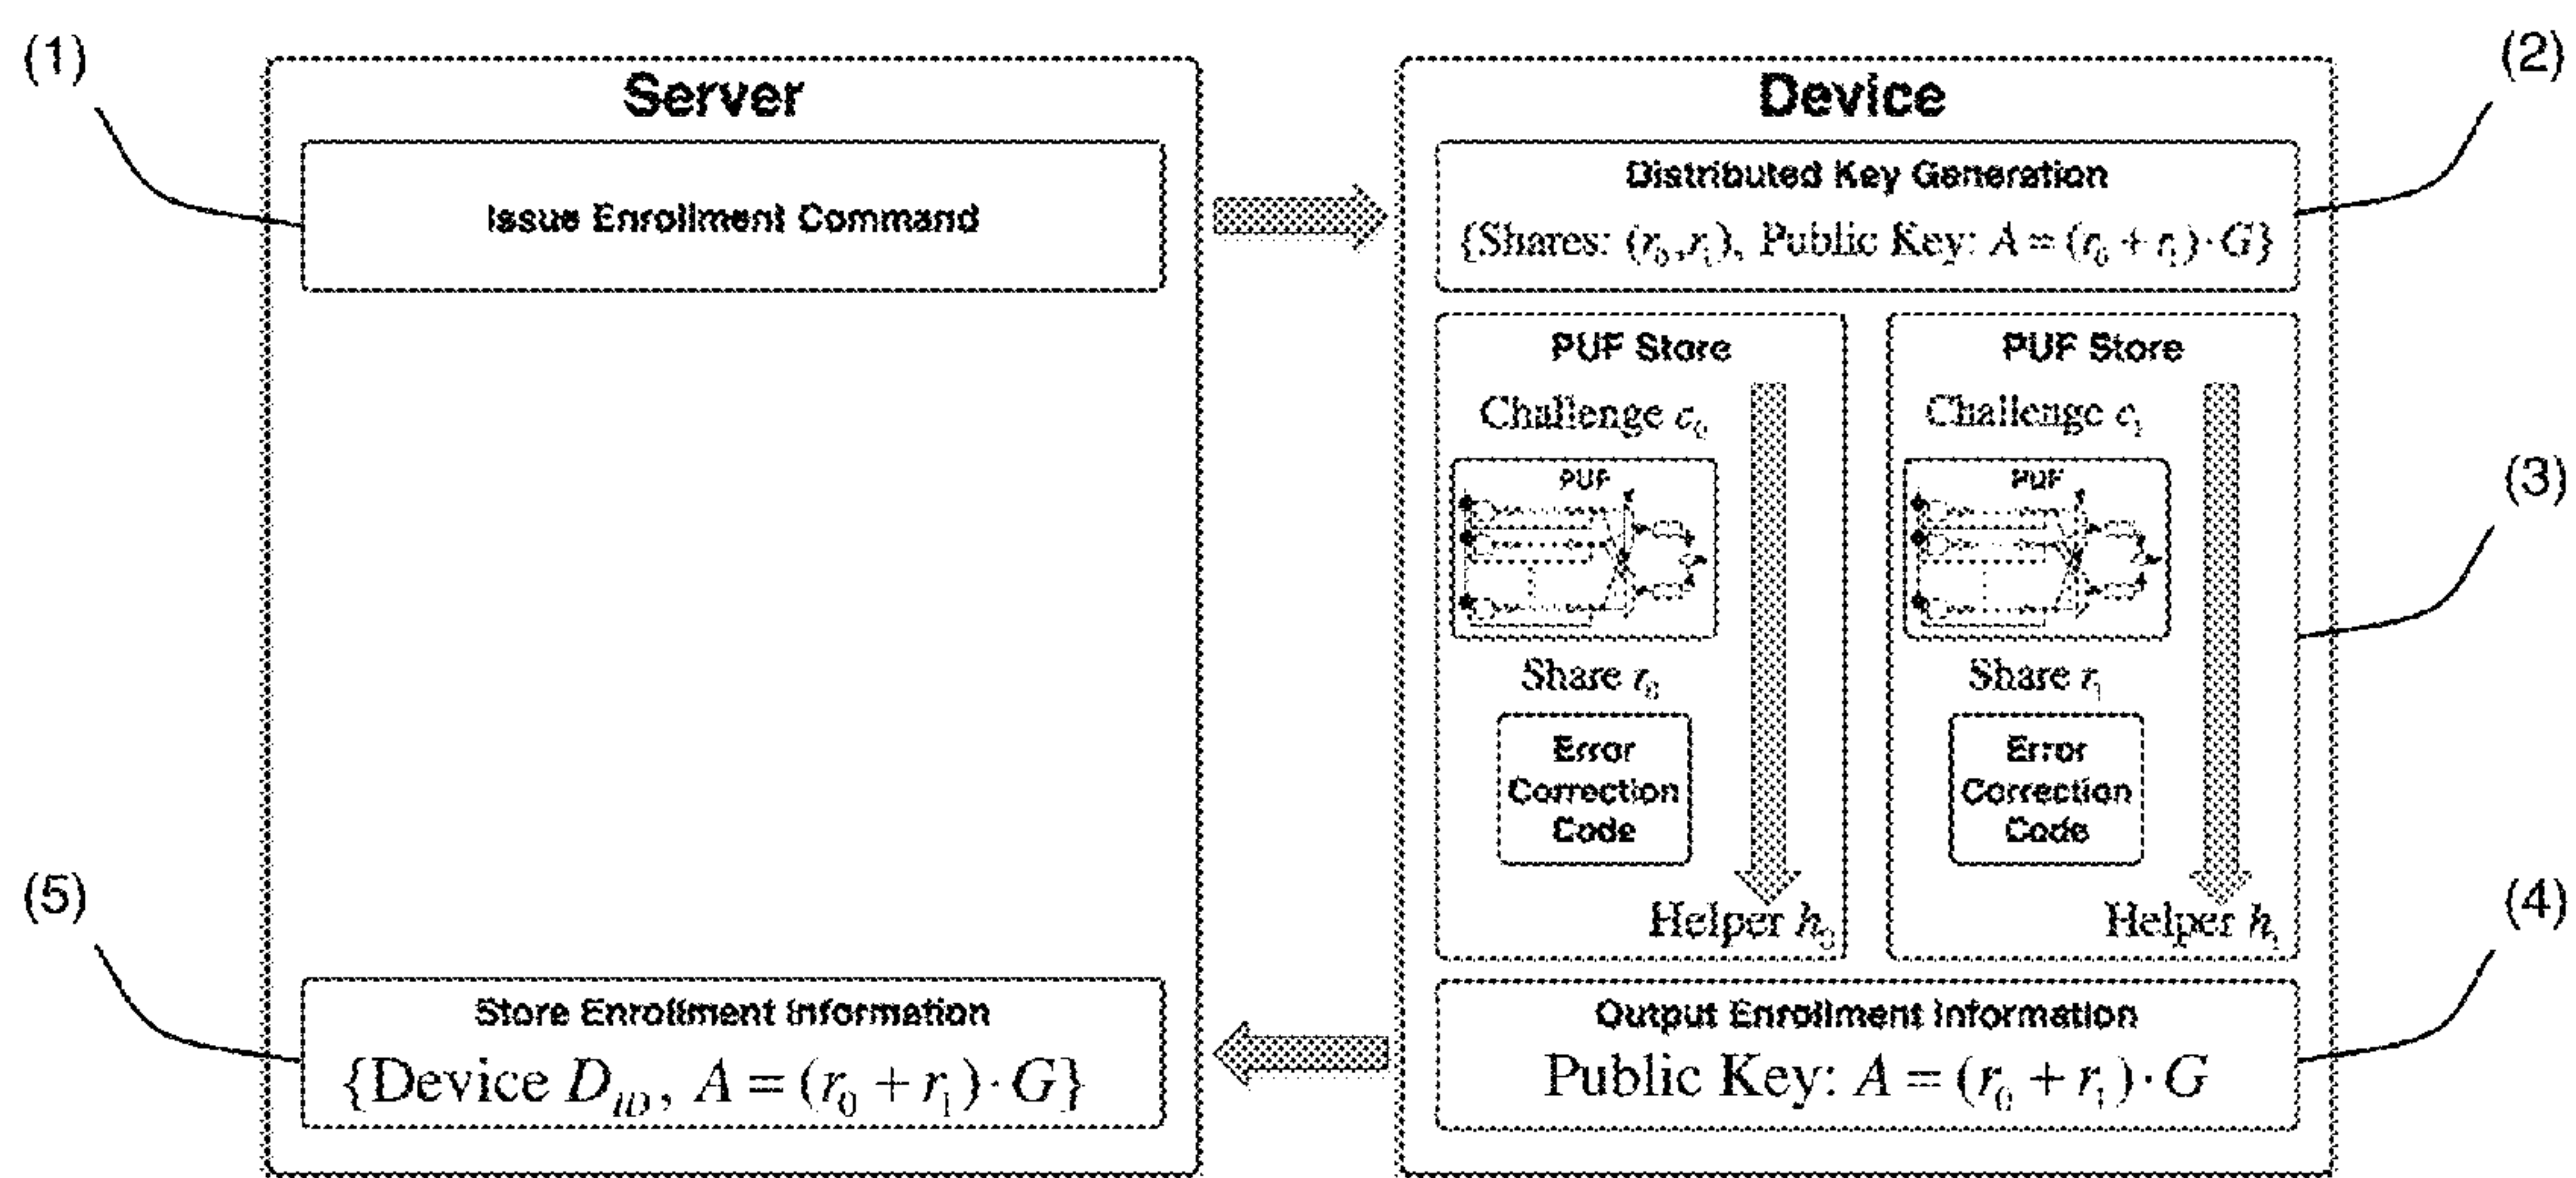 (1)
Server
Issue Enrollment Command
(2)
Device
Distributed Key Generation
{Shares: (r₀,r₁), Public Key: A = (r₀ + r₁)·G}
(3)
PUF Store
Challenge c₀
PUF
Share r₀
Error
Correction
Code
Helper h₀
PUF Store
Challenge c₁
PUF
Share r₁
Error
Correction
Code
Helper h₁
(4)
Output Enrollment Information
Public Key: A = (r₀ + r₁)·G
(5)
Store Enrollment Information
{Device D_ID, A = (r₀ + r₁)·G}